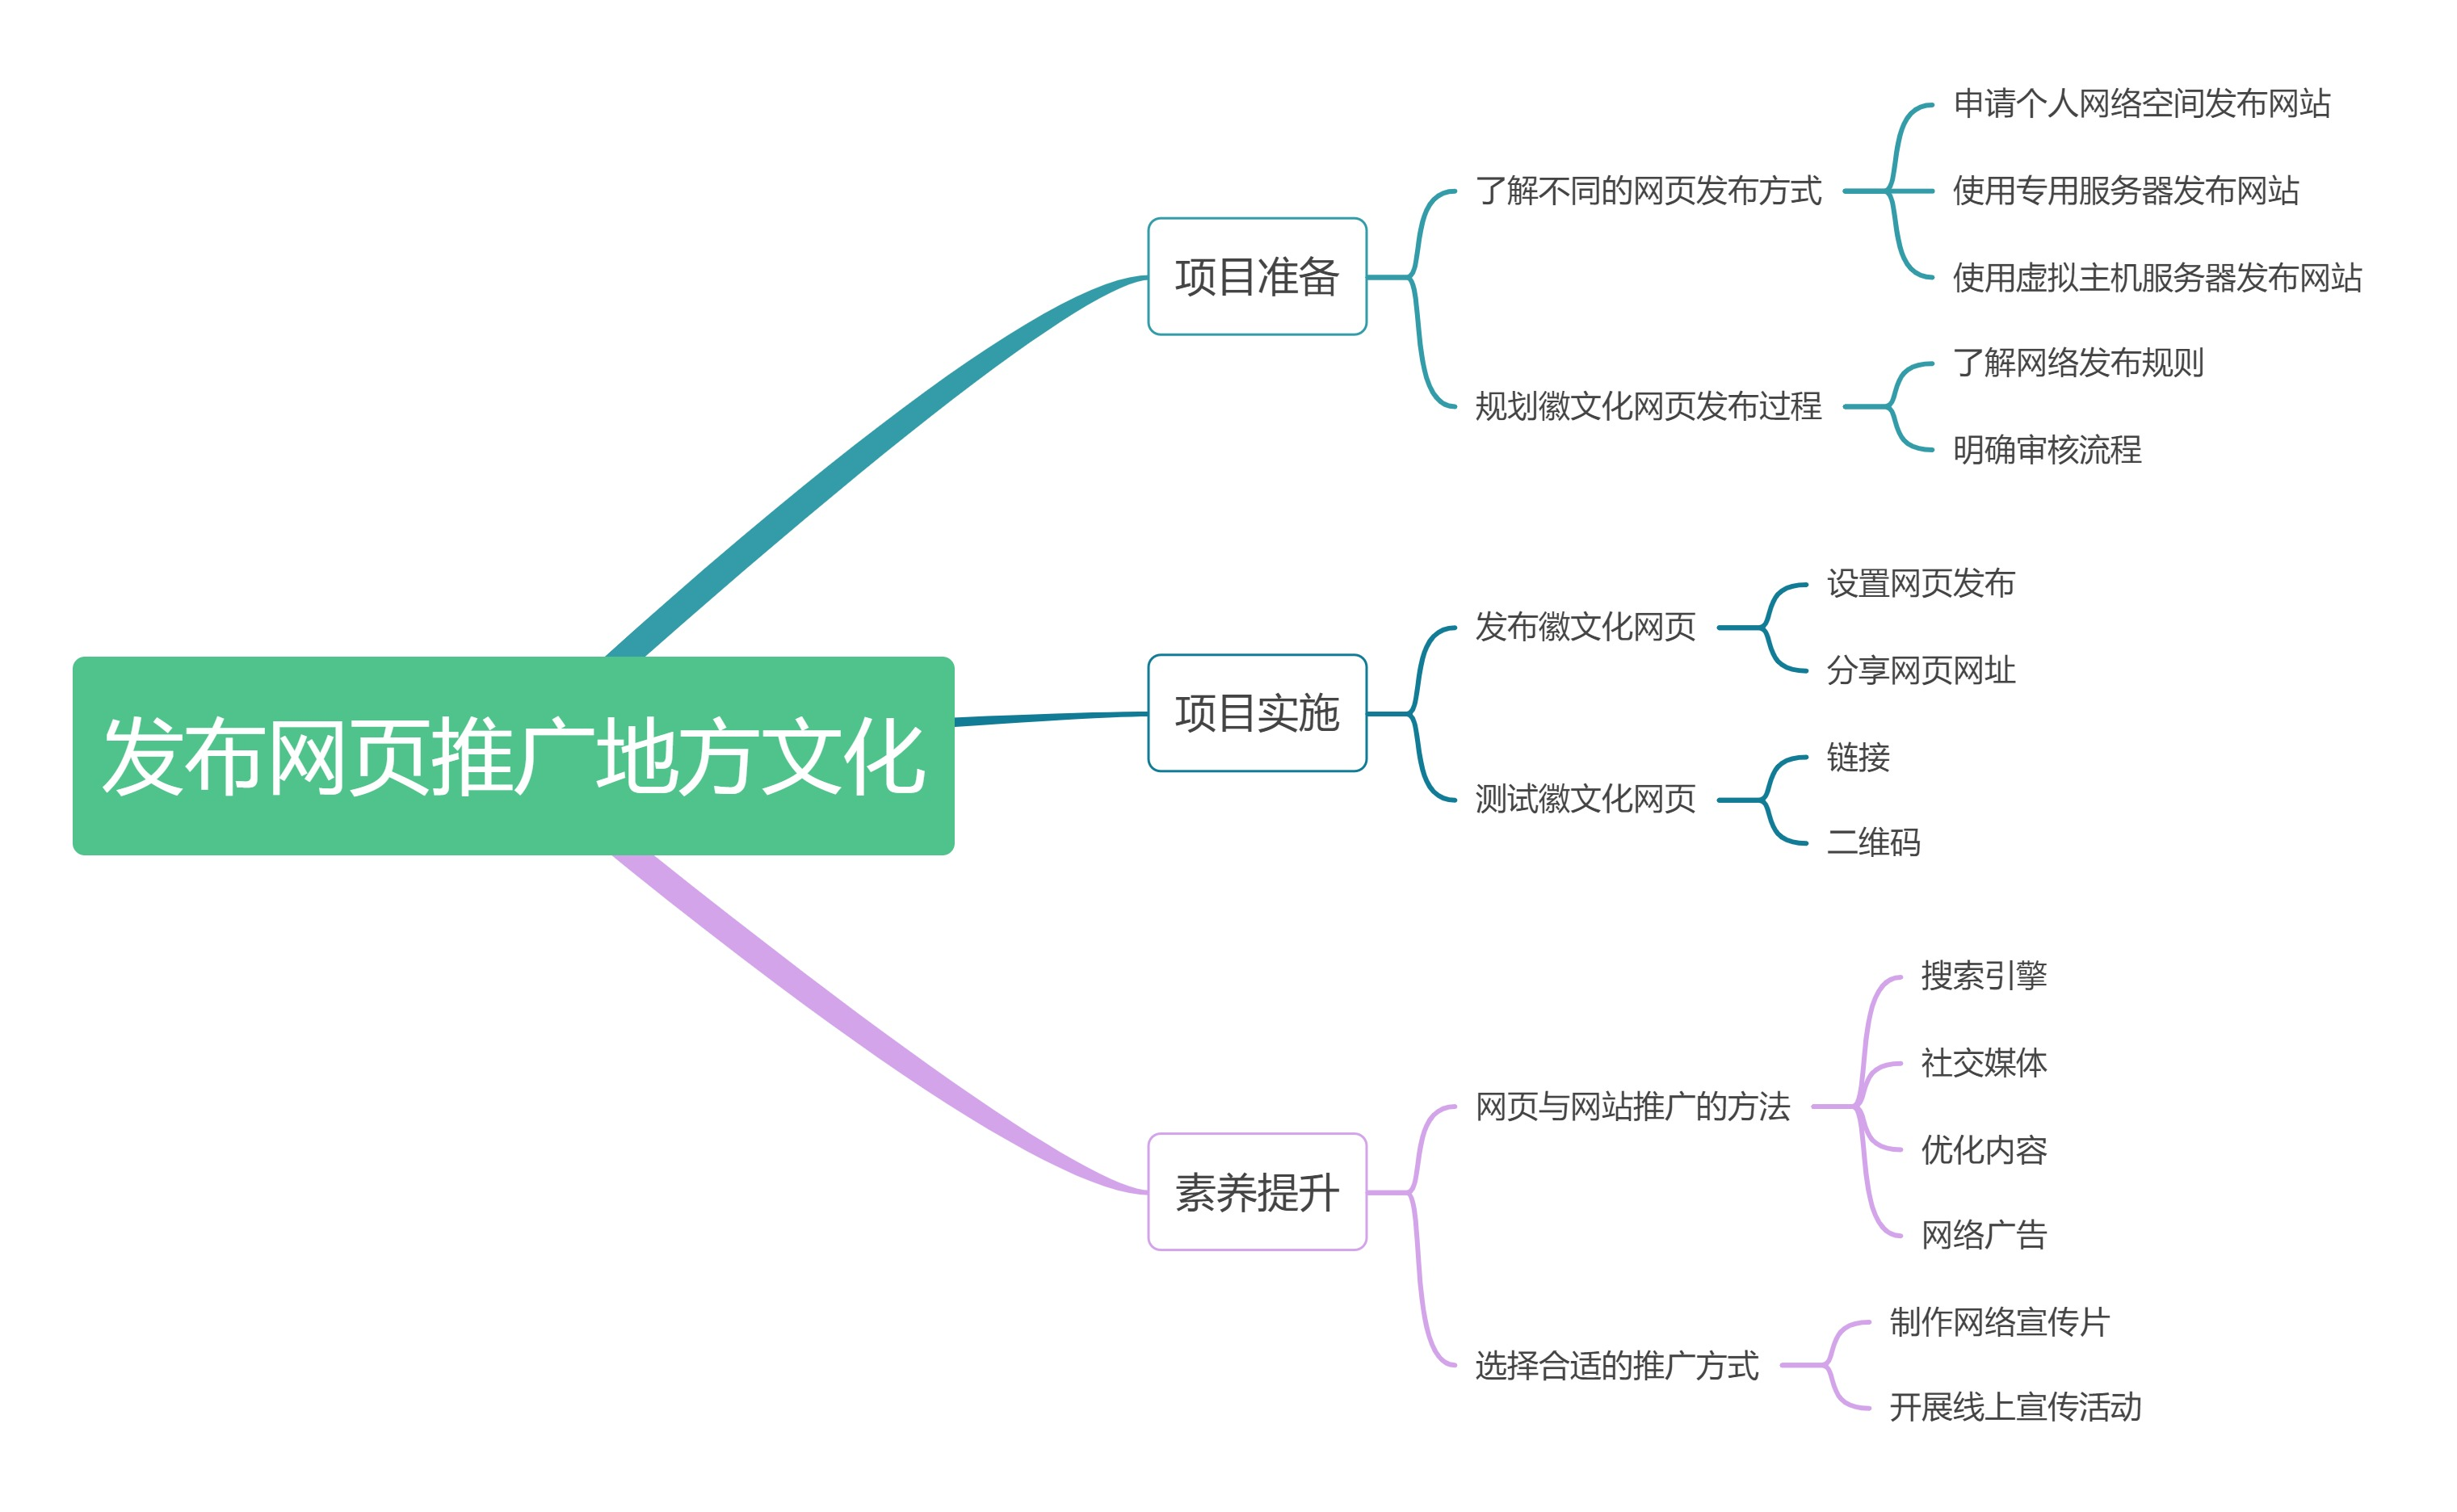 发布网页推广地方文化
项目准备
了解不同的网页发布方式
申请个人网络空间发布网站
使用专用服务器发布网站
使用虚拟主机服务器发布网站
规划徽文化网页发布过程
了解网络发布规则
明确审核流程
项目实施
发布徽文化网页
设置网页发布
分享网页网址
测试徽文化网页
链接
二维码
素养提升
网页与网站推广的方法
搜索引擎
社交媒体
优化内容
网络广告
选择合适的推广方式
制作网络宣传片
开展线上宣传活动